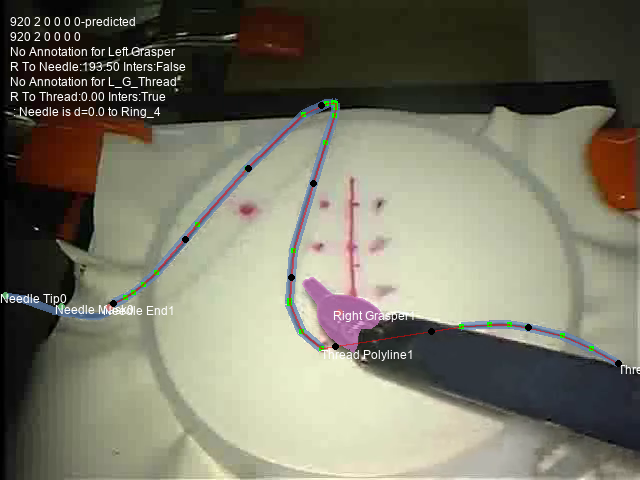 920 2 0 0 0 0-predicted
920 2 0 0 0 0
No Annotation for Left Grasper
R To Needle:193.50 Inters:False
No Annotation for L_G_Thread
R To Thread:0.00 Inters:True
: Needle is d=0.0 to Ring_4
Needle Tip0
Needle End1
Right Grasper1
Thread Polyline1